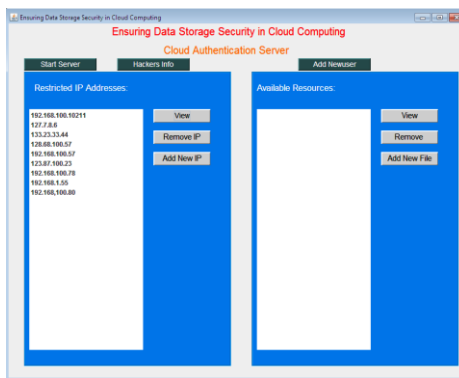 Ensuring Data Storage Security in Cloud Computing
Ensuring Data Storage Security in Cloud Computing
Cloud Authentication Server
Start Server Hackers Info Add Newuser
Restricted IP Addresses: Available Resources:
192.168.100.10211 View View
127.7.8.6
133.23.33.44 Remove IP Remove
128.68.100.57
192.168.100.57 Add New IP Add New File
123.87.100.23
192.168.100.78
192.168.1.55
192.168,100.80